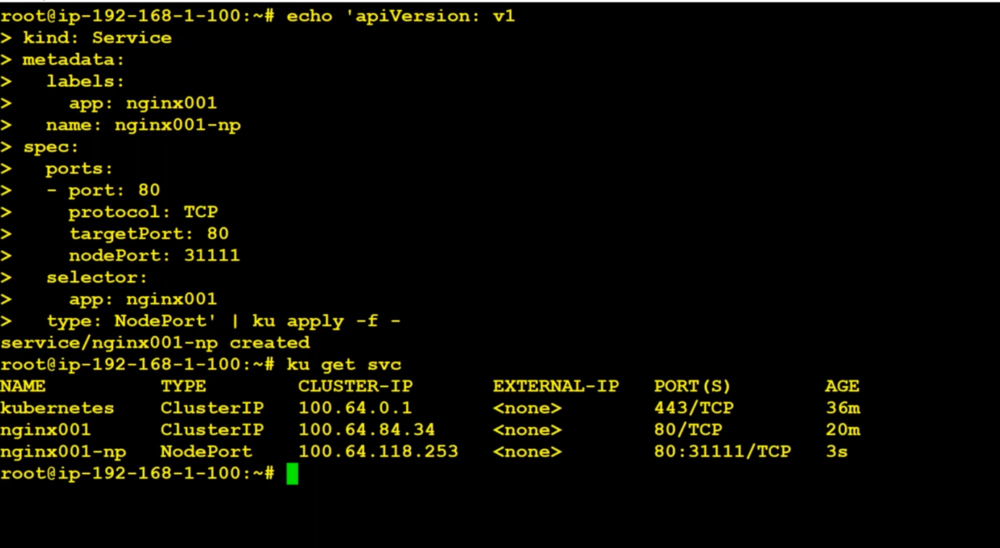 root@ip-192-168-1-100:~# echo 'apiVersion: v1
> kind: Service
> metadata:
>   labels:
>     app: nginx001
>   name: nginx001-np
> spec:
>   ports:
>   - port: 80
>     protocol: TCP
>     targetPort: 80
>     nodePort: 31111
>   selector:
>     app: nginx001
>   type: NodePort' | ku apply -f -
service/nginx001-np created
root@ip-192-168-1-100:~# ku get svc
NAME          TYPE        CLUSTER-IP       EXTERNAL-IP   PORT(S)        AGE
kubernetes    ClusterIP   100.64.0.1       <none>        443/TCP        36m
nginx001      ClusterIP   100.64.84.34     <none>        80/TCP         20m
nginx001-np   NodePort    100.64.118.253   <none>        80:31111/TCP   3s
root@ip-192-168-1-100:~#